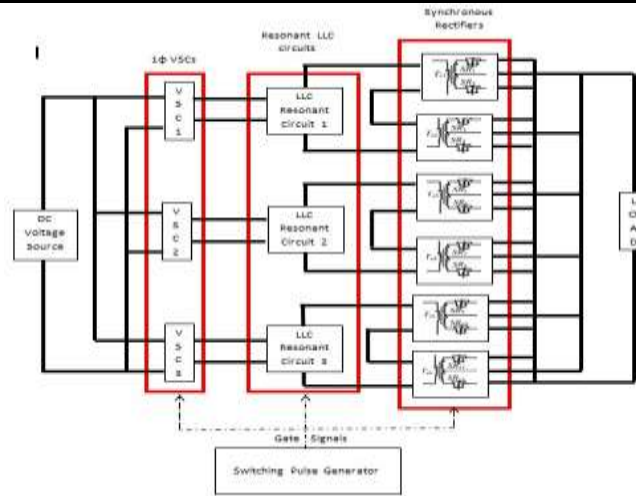 Synchronous
Rectifiers
Resonant LLC
circuits
1ф VSCs
V
S
C
1
LLC
Resonant
Circuit 1
V
S
C
2
LLC
Resonant
Circuit 2
DC
Voltage
Source
L
O
A
D
V
S
C
3
LLC
Resonant
Circuit 3
Gate Signals
Switching Pulse Generator